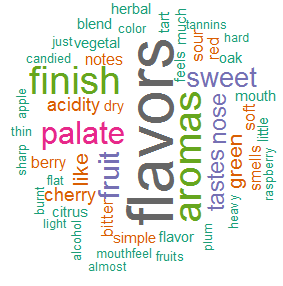 herbal
blend
color
tart
tannins
just
vegetal
feels
much
sour
red
hard
candied
notes
oak
finish
flavors
aromas
sweet
apple
acidity
dry
mouth
thin
palate
tastes
nose
soft
little
sharp
berry
like
fruit
green
smells
raspberry
flat
cherry
burnt
citrus
bitter
heavy
light
alcohol
simple
flavor
plum
mouthfeel
fruits
almost